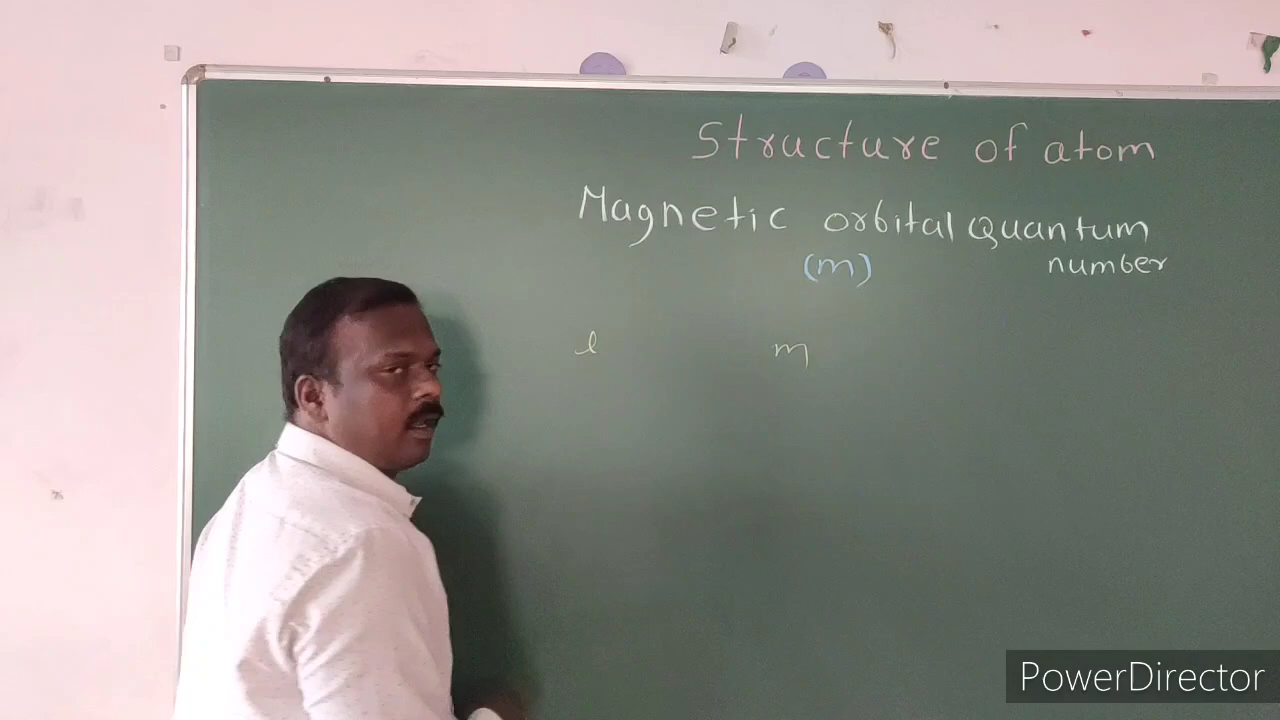 Structure of atom
Magnetic orbital Quantum
(m) number
l m
PowerDirector